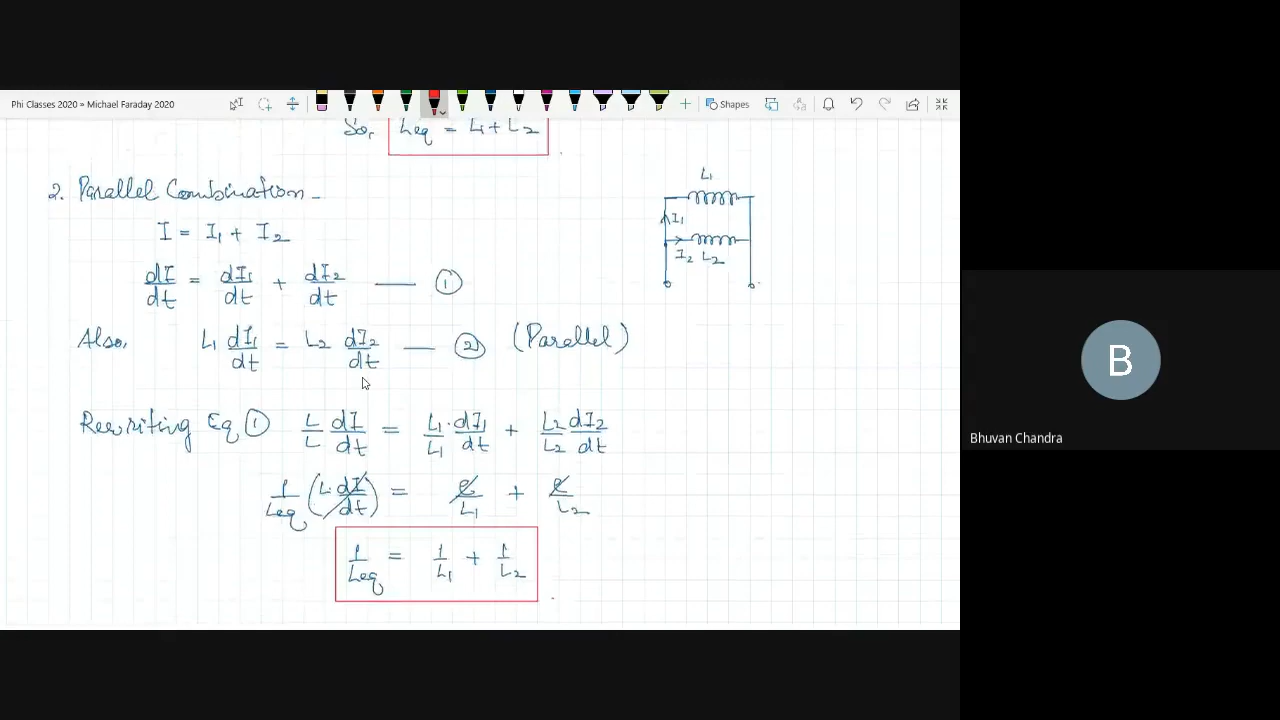 Phi Classes 2020 » Michael Faraday 2020
Shapes
So, Leq = L1 + L2
2. Parallel Combination -
L1
I = I1 + I2
I1
I2 L2
dI/dt = dI1/dt + dI2/dt — ①
Also, L1 dI1/dt = L2 dI2/dt — ② (Parallel)
Rewriting Eq ① L/L dI/dt = L1/L1 · dI1/dt + L2/L2 dI2/dt
1/Leq (L · dI/dt) = e/L1 + e/L2
1/Leq = 1/L1 + 1/L2
B
Bhuvan Chandra